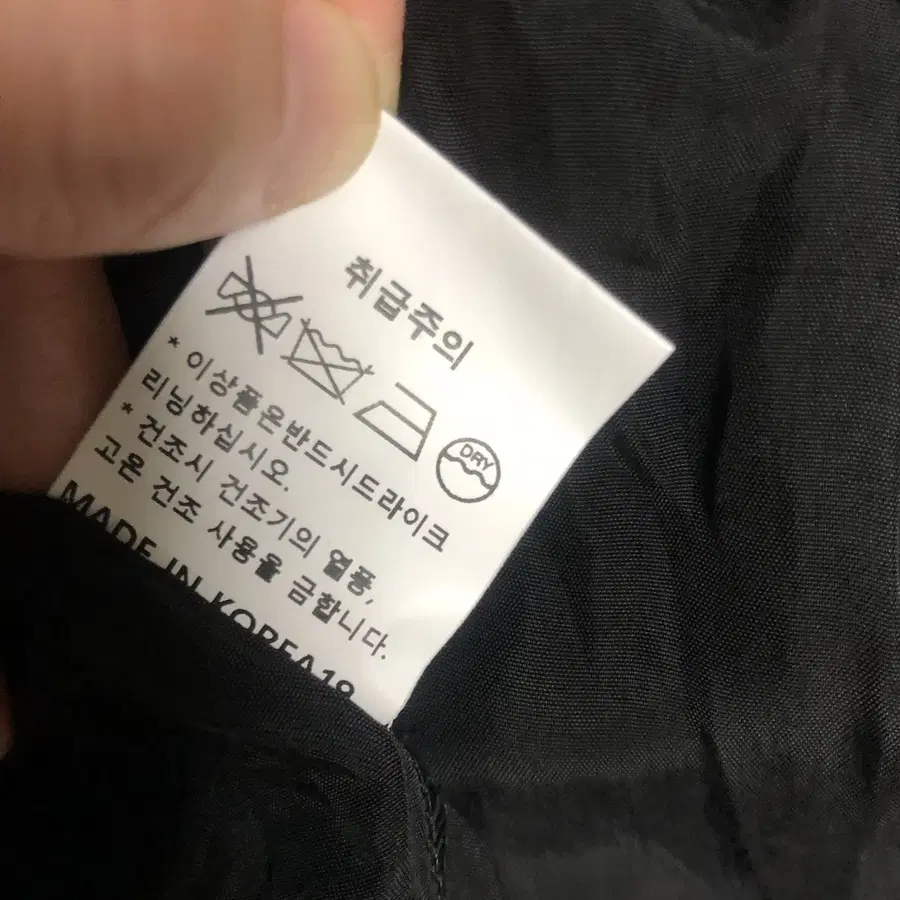 취급주의
DRY
* 이상품은반드시드라이크
리닝하십시오.
* 건조시 건조기의 열풍,
고온 건조 사용을 금합니다.
MADE IN KOREA 19